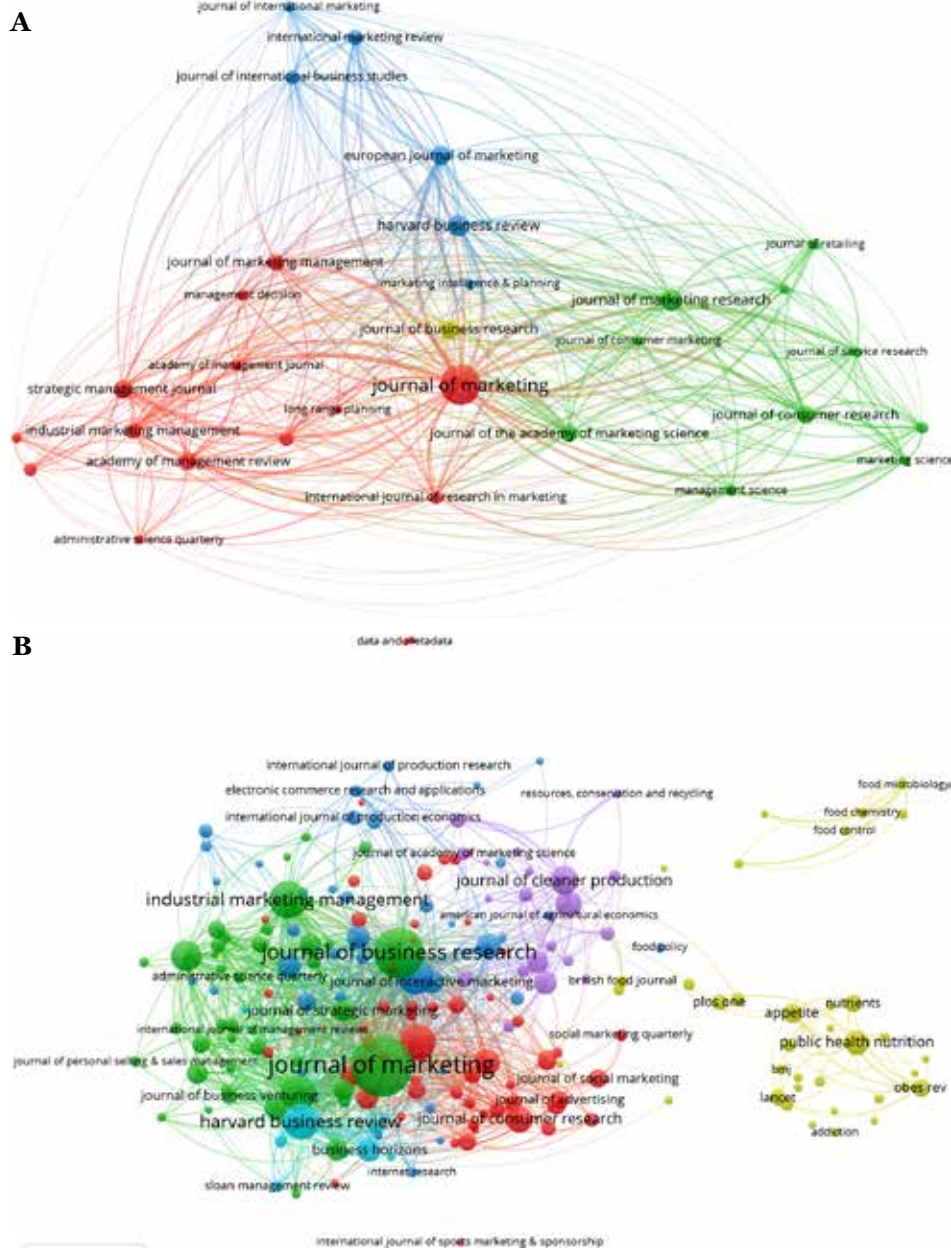 A
journal of international marketing
international marketing review
journal of international business studies
european journal of marketing
harvard business review
journal of retailing
journal of marketing management
marketing intelligence & planning
management decision
journal of marketing research
journal of business research
journal of consumer marketing
journal of service research
academy of management journal
strategic management journal
journal of marketing
long range planning
journal of consumer research
industrial marketing management
journal of the academy of marketing science
academy of management review
marketing science
management science
international journal of research in marketing
administrative science quarterly
B
data and metadata
international journal of production research
food microbiology
electronic commerce research and applications
resources, conservation and recycling
food chemistry
international journal of production economics
food control
journal of academy of marketing science
journal of cleaner production
industrial marketing management
american journal of agricultural economics
journal of business research
food policy
administrative science quarterly
journal of interactive marketing
british food journal
plos one
nutrients
appetite
journal of strategic marketing
international journal of management reviews
social marketing quarterly
public health nutrition
journal of personal selling & sales management
journal of marketing
bmj
journal of social marketing
obes rev
journal of business venturing
journal of advertising
lancet
harvard business review
journal of consumer research
addiction
business horizons
internet research
sloan management review
international journal of sports marketing & sponsorship